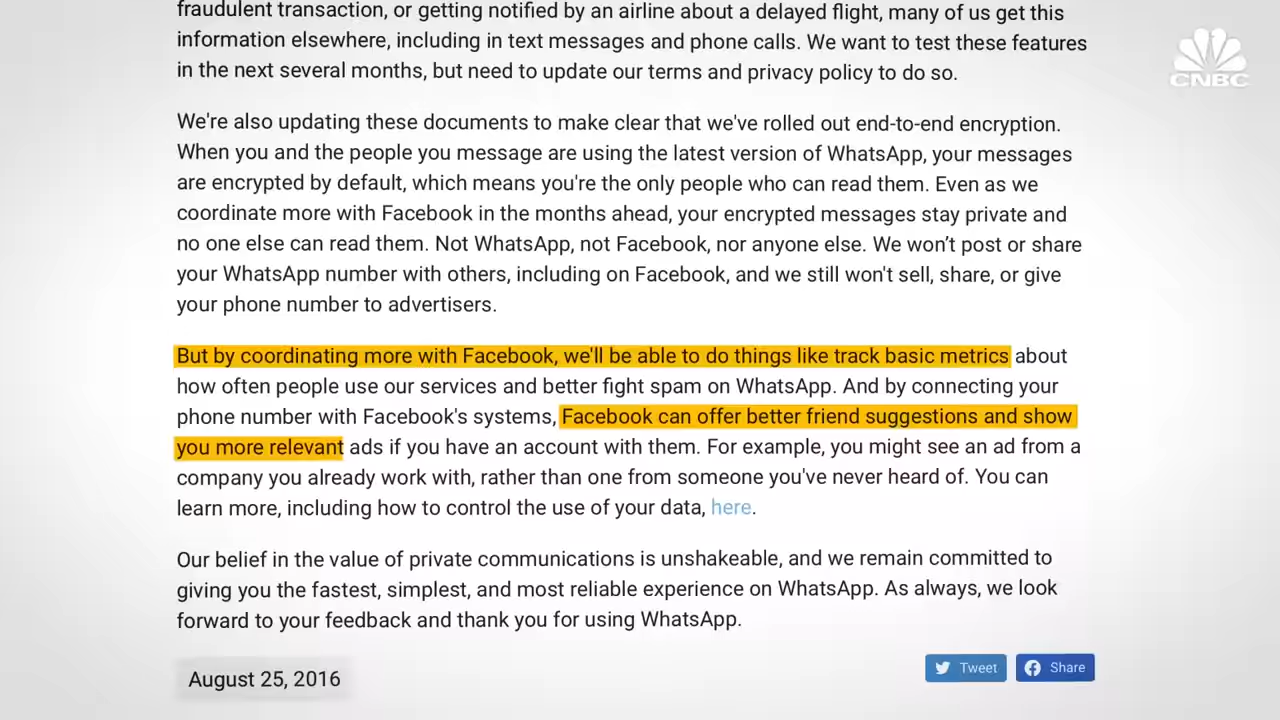 fraudulent transaction, or getting notified by an airline about a delayed flight, many of us get this
information elsewhere, including in text messages and phone calls. We want to test these features
in the next several months, but need to update our terms and privacy policy to do so.
CNBC
We're also updating these documents to make clear that we've rolled out end-to-end encryption.
When you and the people you message are using the latest version of WhatsApp, your messages
are encrypted by default, which means you're the only people who can read them. Even as we
coordinate more with Facebook in the months ahead, your encrypted messages stay private and
no one else can read them. Not WhatsApp, not Facebook, nor anyone else. We won’t post or share
your WhatsApp number with others, including on Facebook, and we still won't sell, share, or give
your phone number to advertisers.
But by coordinating more with Facebook, we'll be able to do things like track basic metrics about
how often people use our services and better fight spam on WhatsApp. And by connecting your
phone number with Facebook's systems, Facebook can offer better friend suggestions and show
you more relevant ads if you have an account with them. For example, you might see an ad from a
company you already work with, rather than one from someone you've never heard of. You can
learn more, including how to control the use of your data, here.
Our belief in the value of private communications is unshakeable, and we remain committed to
giving you the fastest, simplest, and most reliable experience on WhatsApp. As always, we look
forward to your feedback and thank you for using WhatsApp.
August 25, 2016
Tweet
Share